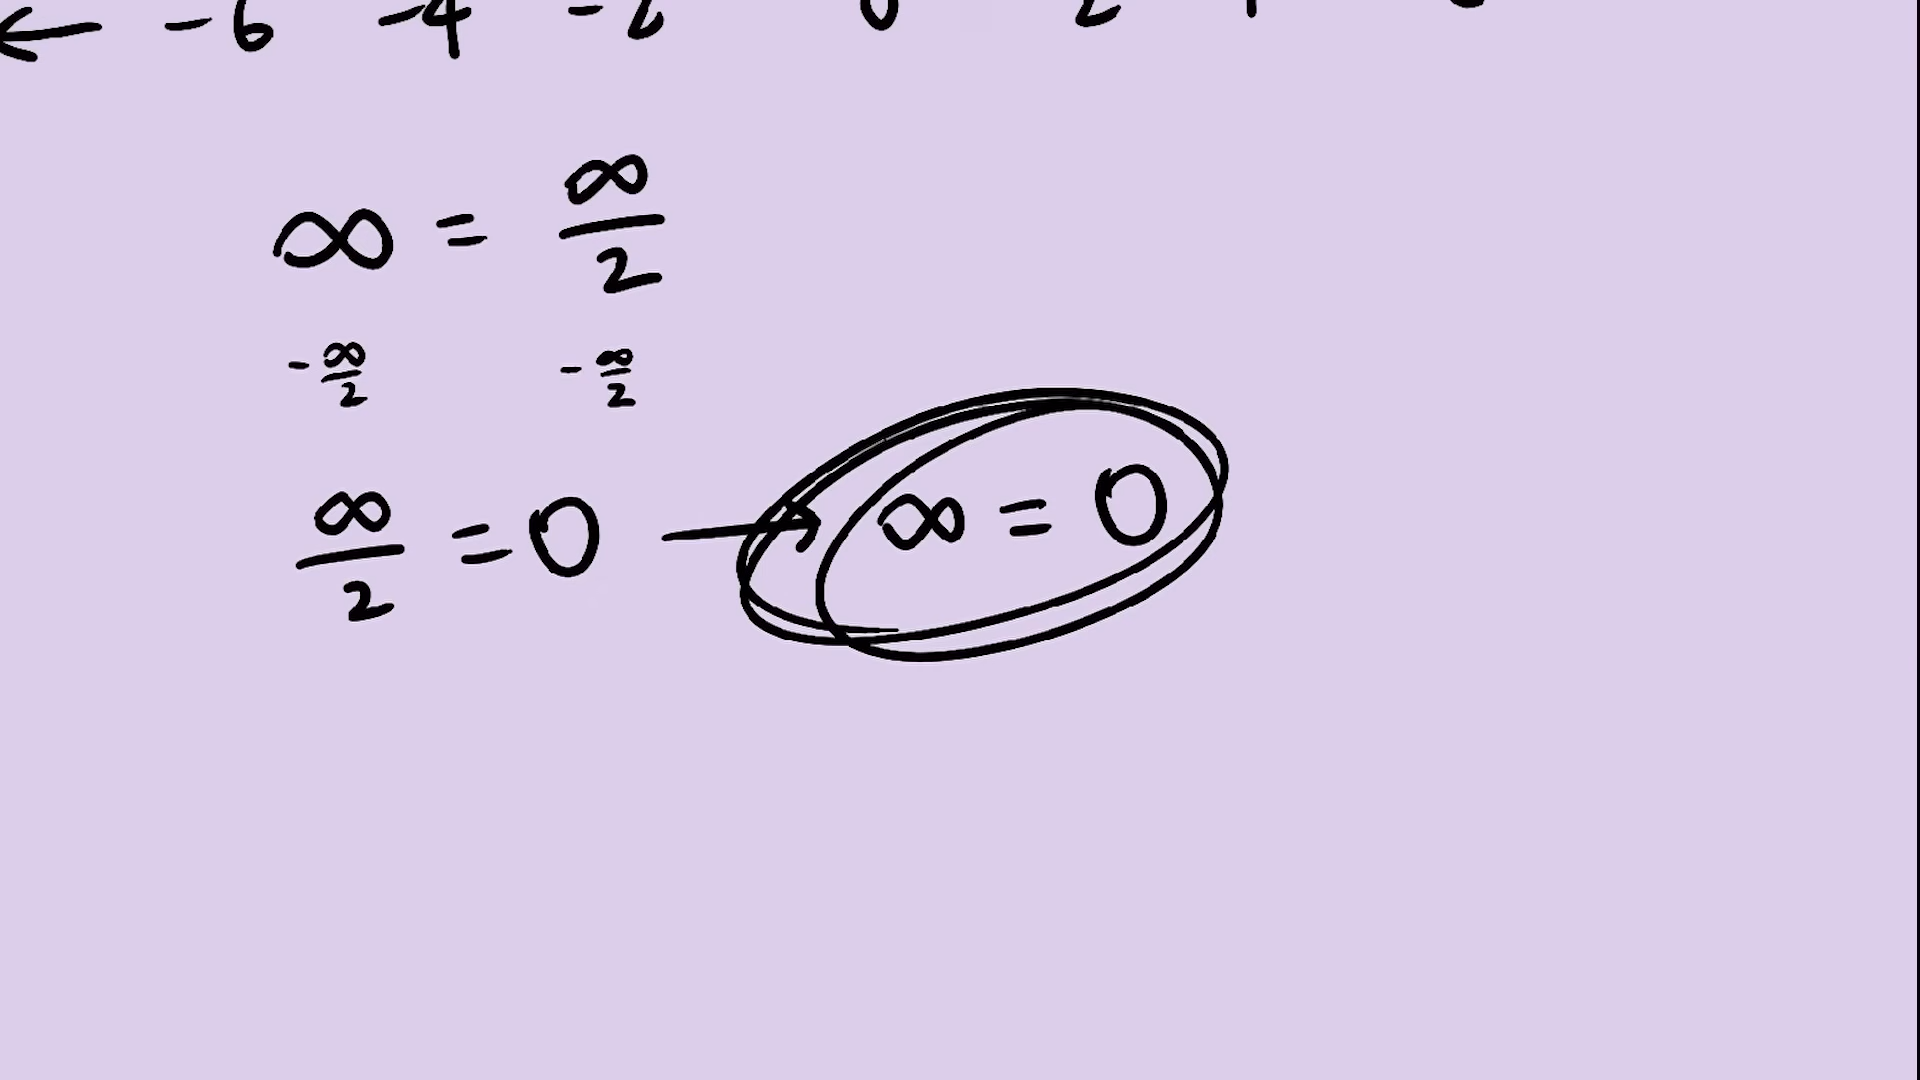 ← -6 -4 -2 0 2
∞ = ∞/2
-∞/2 -∞/2
∞/2 = 0 → ∞ = 0